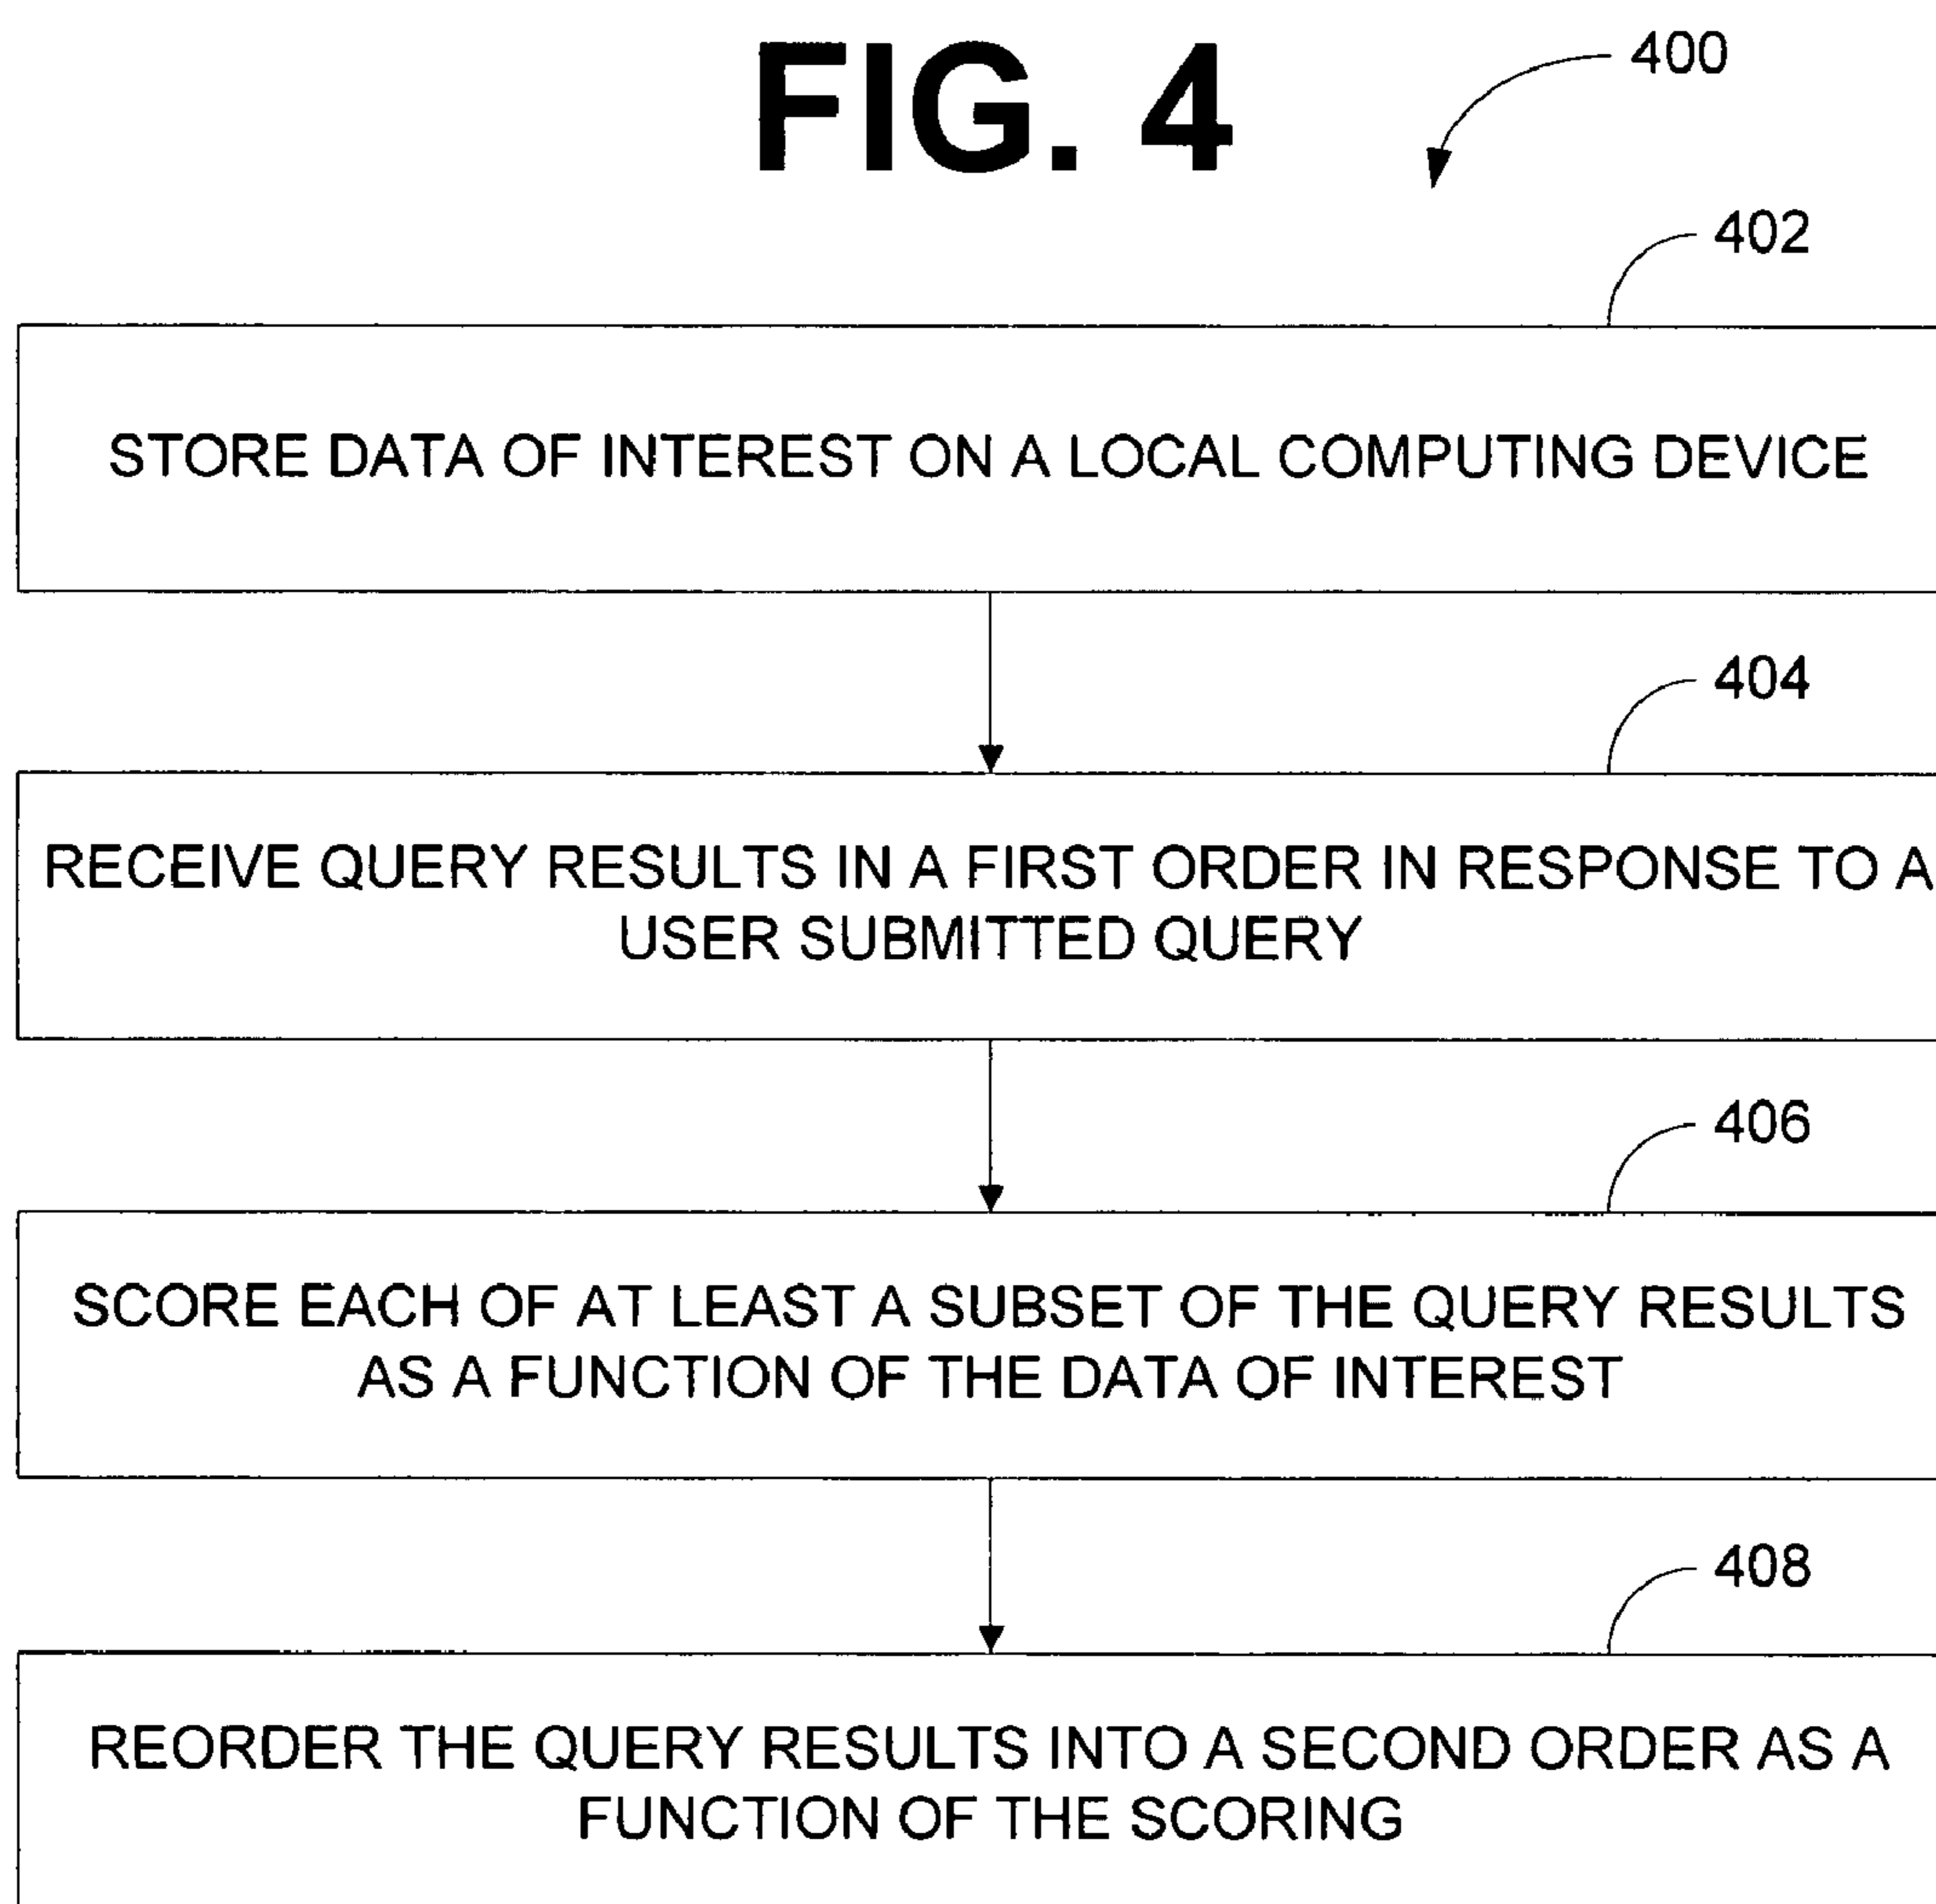 FIG. 4
400
402
STORE DATA OF INTEREST ON A LOCAL COMPUTING DEVICE
404
RECEIVE QUERY RESULTS IN A FIRST ORDER IN RESPONSE TO A
USER SUBMITTED QUERY
406
SCORE EACH OF AT LEAST A SUBSET OF THE QUERY RESULTS
AS A FUNCTION OF THE DATA OF INTEREST
408
REORDER THE QUERY RESULTS INTO A SECOND ORDER AS A
FUNCTION OF THE SCORING